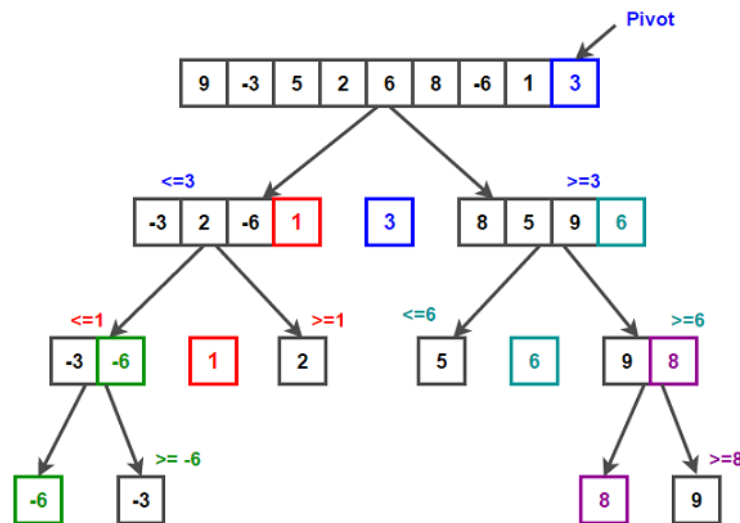 Pivot
9 -3 5 2 6 8 -6 1 3
<=3 >=3
-3 2 -6 1 3 8 5 9 6
<=1 >=1 <=6 >=6
-3 -6 1 2 5 6 9 8
>= -6 >=8
-6 -3 8 9